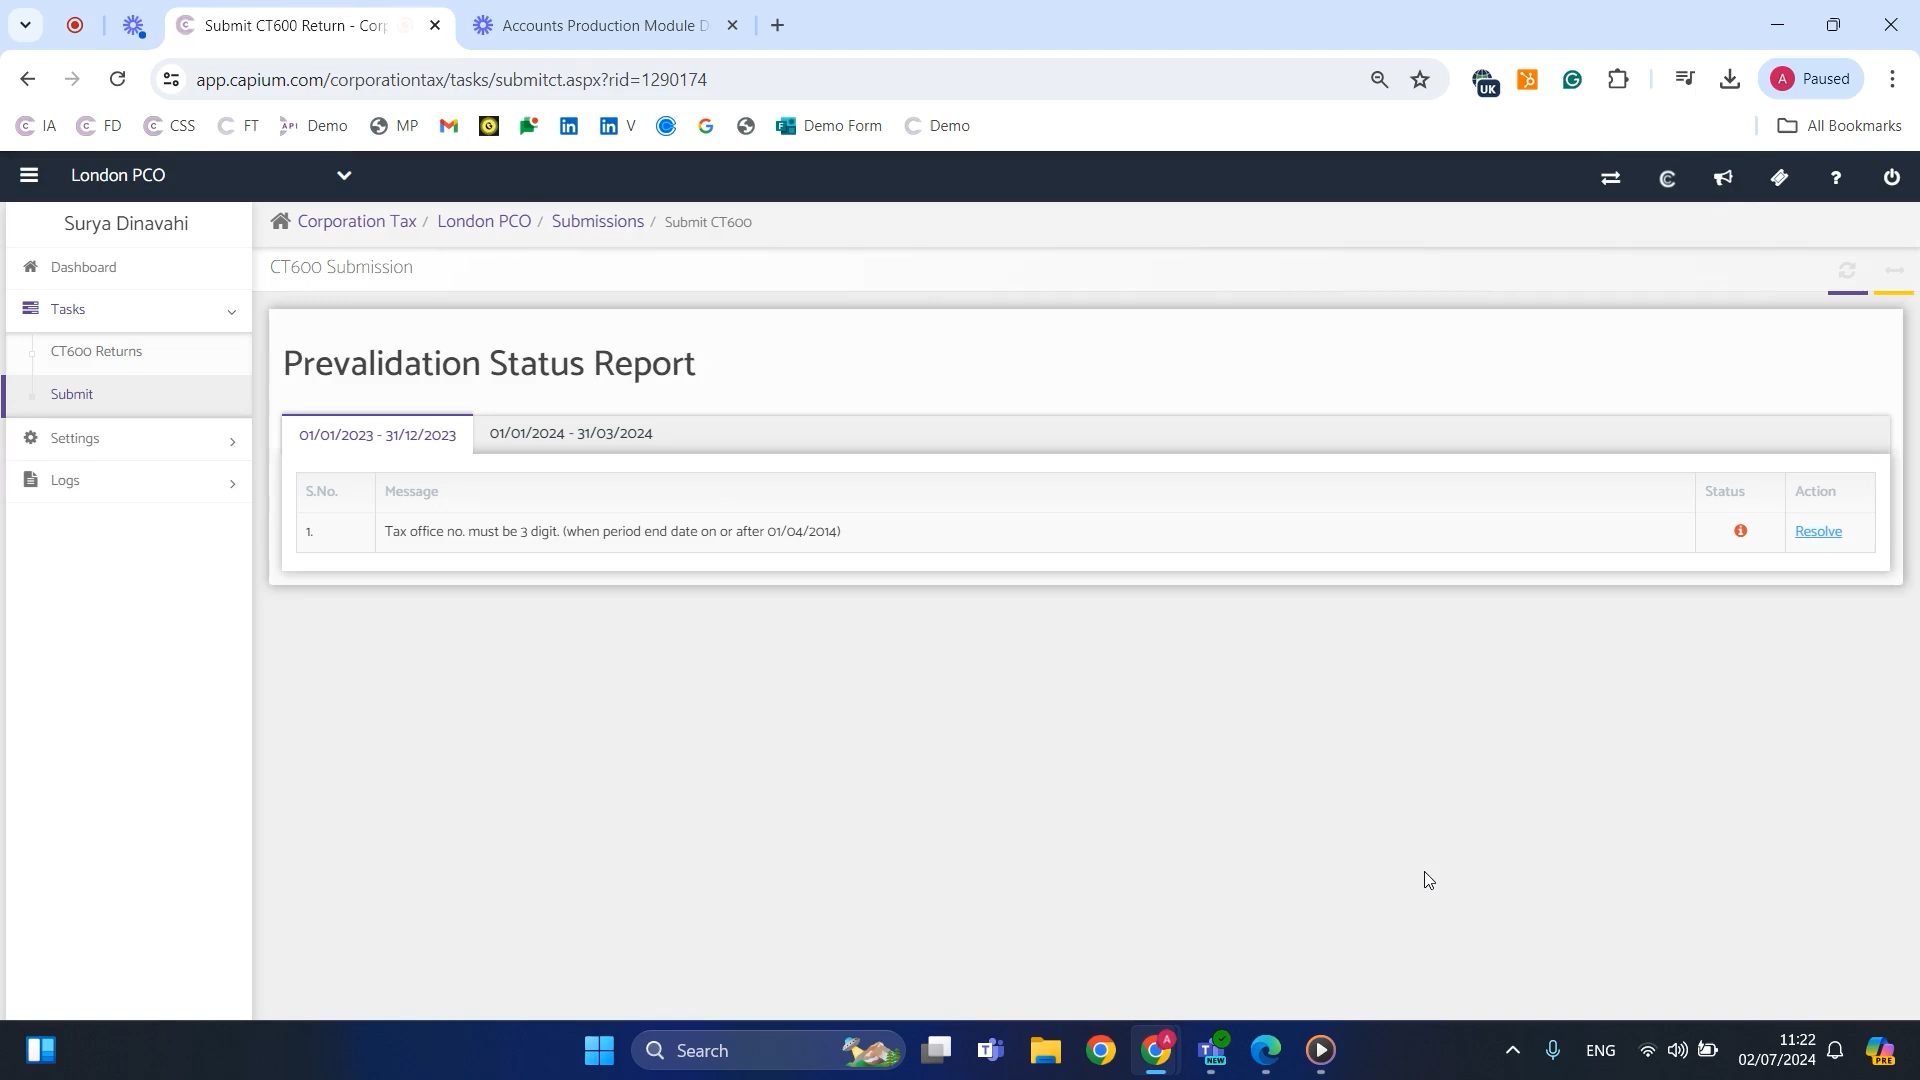 Submit CT600 Return - Corp
Accounts Production Module D
app.capium.com/corporationtax/tasks/submitct.aspx?rid=1290174
UK
A
Paused
IA
FD
CSS
FT
API
Demo
MP
V
Demo Form
Demo
All Bookmarks
London PCO
Surya Dinavahi
Corporation Tax / London PCO / Submissions / Submit CT600
Dashboard
CT600 Submission
Tasks
CT600 Returns
Submit
Settings
Logs
Prevalidation Status Report
01/01/2023 - 31/12/2023
01/01/2024 - 31/03/2024
S.No. Message Status Action
1. Tax office no. must be 3 digit. (when period end date on or after 01/04/2014) Resolve
Search
A
NEW
ENG
11:22
02/07/2024
PRE